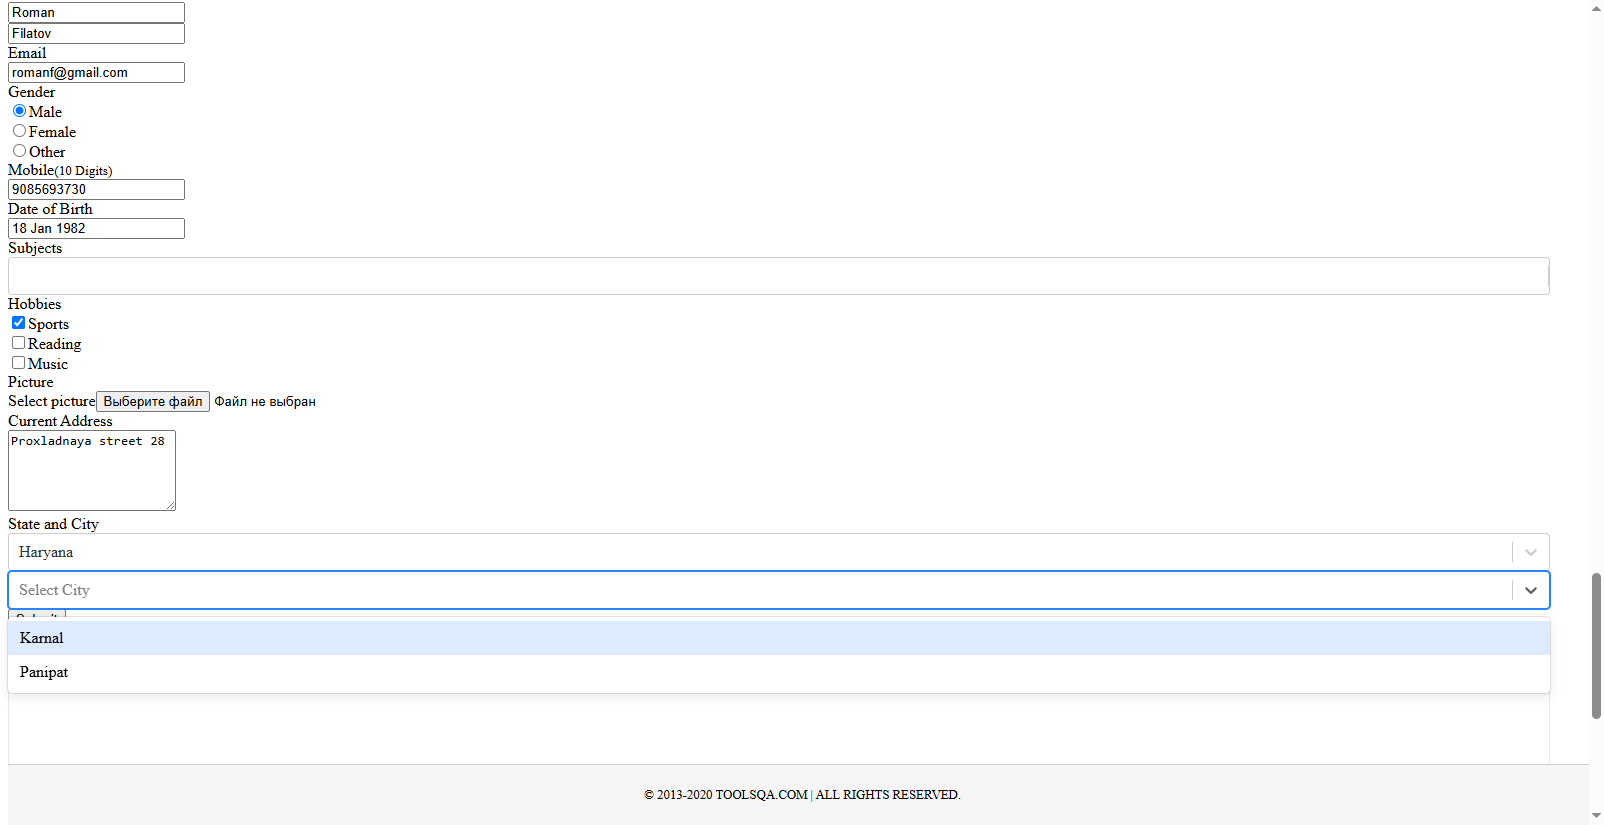 Roman
Filatov
Email
romanf@gmail.com
Gender
Male
Female
Other
Mobile(10 Digits)
9085693730
Date of Birth
18 Jan 1982
Subjects
Hobbies
Sports
Reading
Music
Picture
Select picture Выберите файл Файл не выбран
Current Address
Proxladnaya street 28
State and City
Haryana
Select City
Karnal
Panipat
© 2013-2020 TOOLSQA.COM | ALL RIGHTS RESERVED.